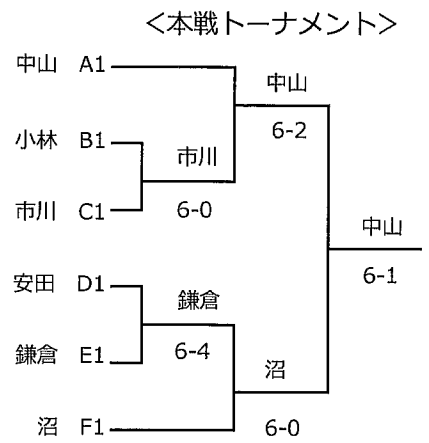 <本戦トーナメント>
中山 A1
中山
6-2
小林 B1
市川
6-0
市川 C1
中山
6-1
安田 D1
鎌倉
6-4
鎌倉 E1
沼
6-0
沼 F1